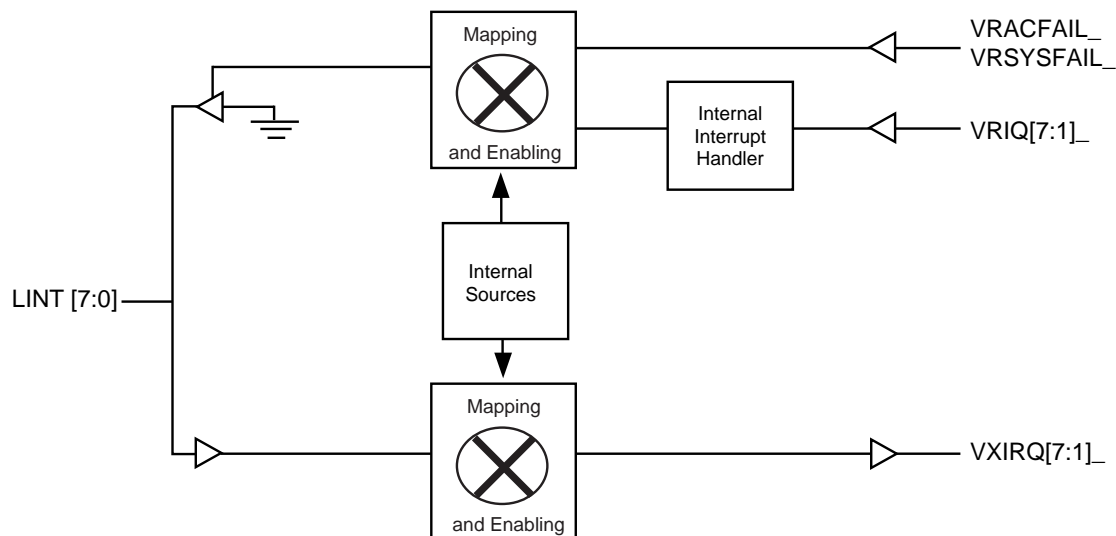 Mapping
and Enabling
VRACFAIL_
VRSYSFAIL_
Internal
Interrupt
Handler
VRIQ[7:1]_
Internal
Sources
LINT [7:0]
Mapping
and Enabling
VXIRQ[7:1]_